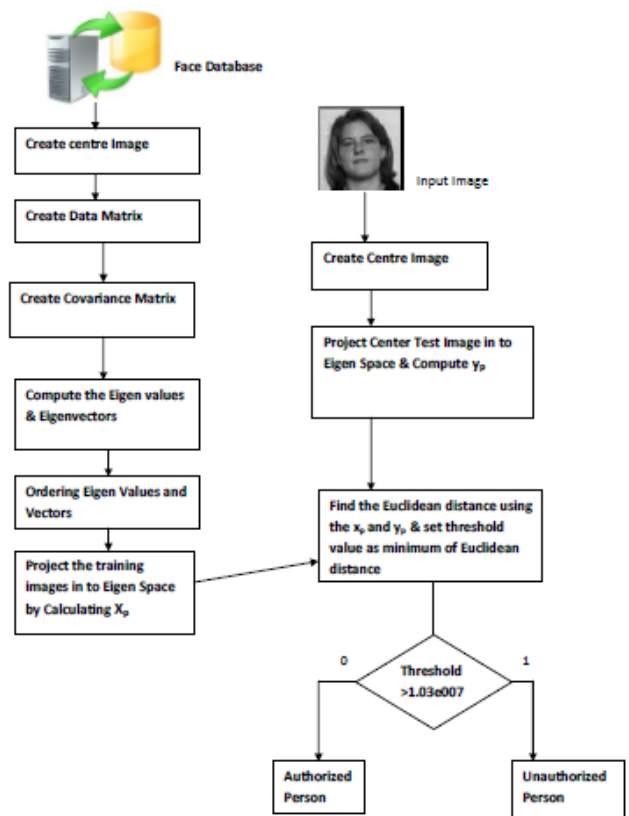 Face Database
Create centre Image
Create Data Matrix
Create Covariance Matrix
Compute the Eigen values
& Eigenvectors
Ordering Eigen Values and
Vectors
Project the training
images in to Eigen Space
by Calculating Xₚ
Input Image
Create Centre Image
Project Center Test Image in to
Eigen Space & Compute yₚ
Find the Euclidean distance using
the xₚ and yₚ & set threshold
value as minimum of Euclidean
distance
0
1
Threshold
>1.03e007
Authorized
Person
Unauthorized
Person